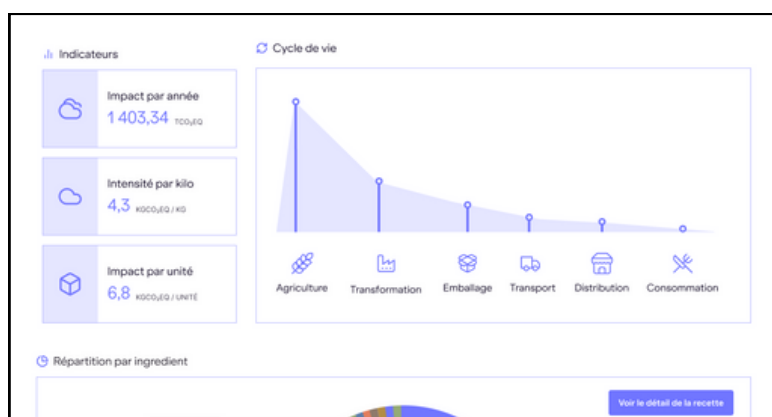 Indicateurs
Cycle de vie
Impact par année
1 403,34 TCO₂EQ
Intensité par kilo
4,3 KGCO₂EQ / KG
Impact par unité
6,8 KGCO₂EQ / UNITÉ
Agriculture
Transformation
Emballage
Transport
Distribution
Consommation
Répartition par ingredient
Voir le détail de la recette